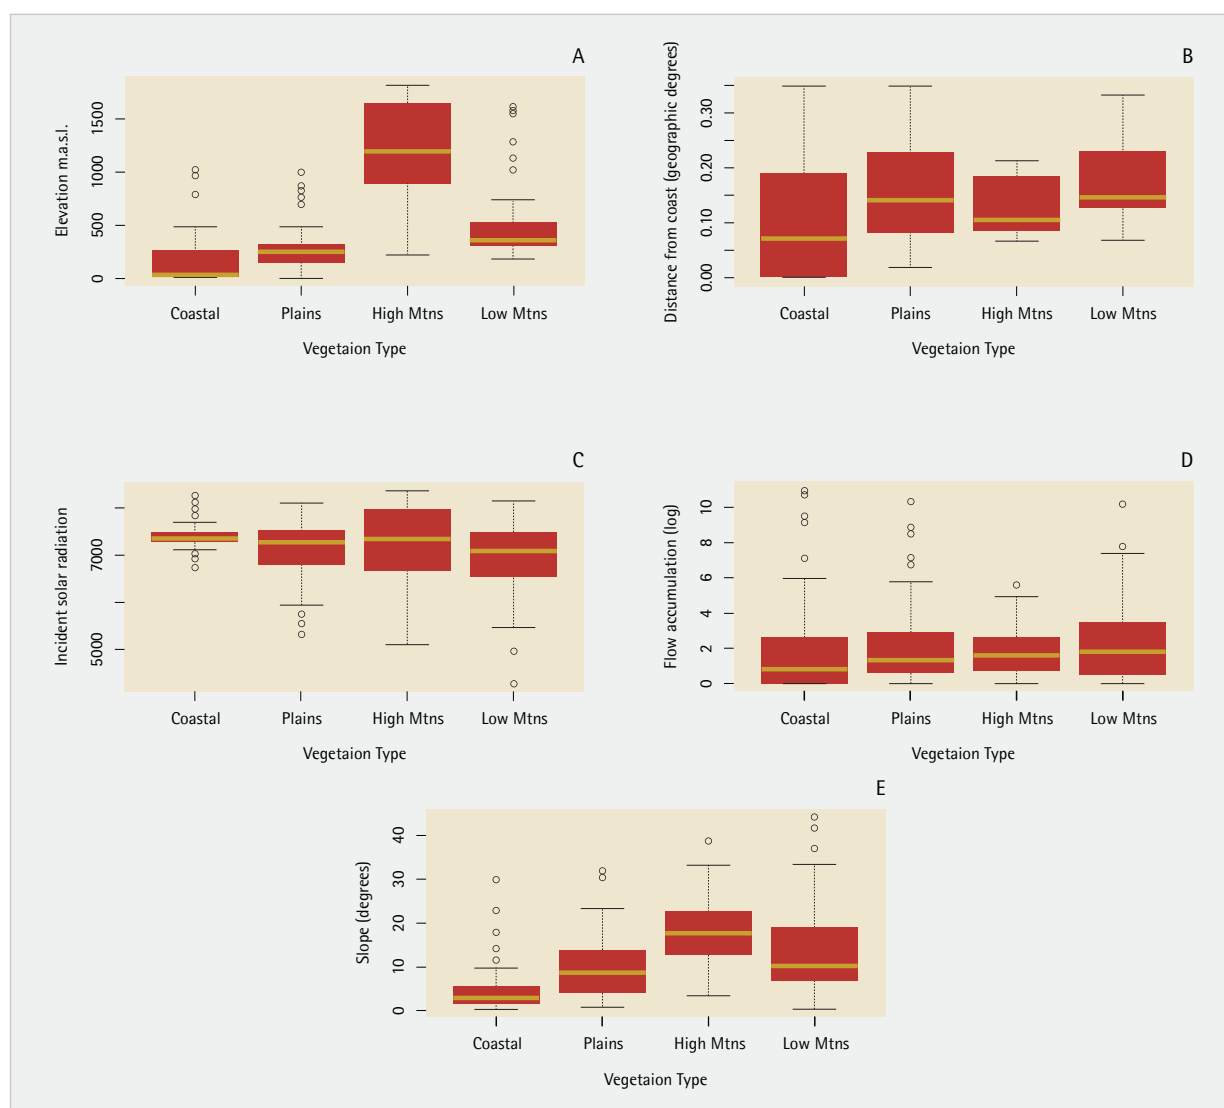 A
Elevation m.a.s.l.
1500
1000
500
0
Coastal Plains High Mtns Low Mtns
Vegetaion Type
B
Distance from coast (geographic degrees)
0.30
0.20
0.10
0.00
Coastal Plains High Mtns Low Mtns
Vegetaion Type
C
Incident solar radiation
7000
5000
Coastal Plains High Mtns Low Mtns
Vegetaion Type
D
Flow accumulation (log)
10
8
6
4
2
0
Coastal Plains High Mtns Low Mtns
Vegetaion Type
E
Slope (degrees)
40
30
20
10
0
Coastal Plains High Mtns Low Mtns
Vegetaion Type